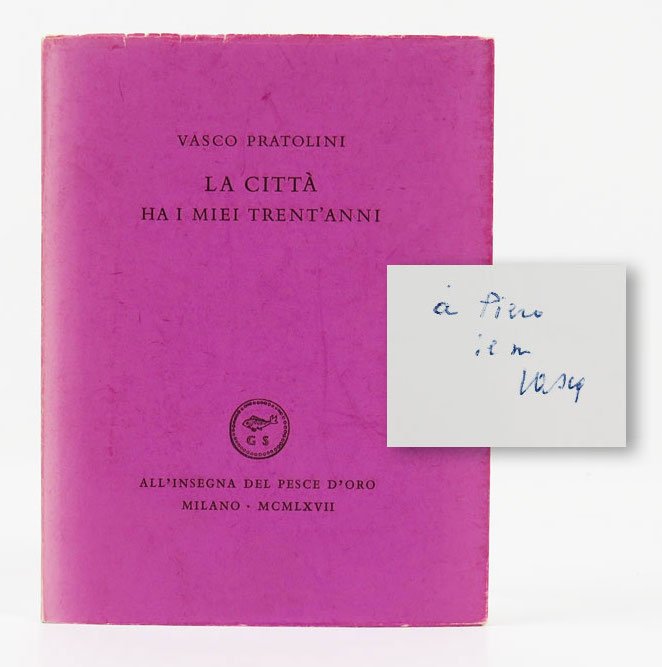 VASCO PRATOLINI
LA CITTÀ
HA I MIEI TRENT'ANNI
G S
ALL'INSEGNA DEL PESCE D'ORO
MILANO · MCMLXVII
a Piero
Vasco